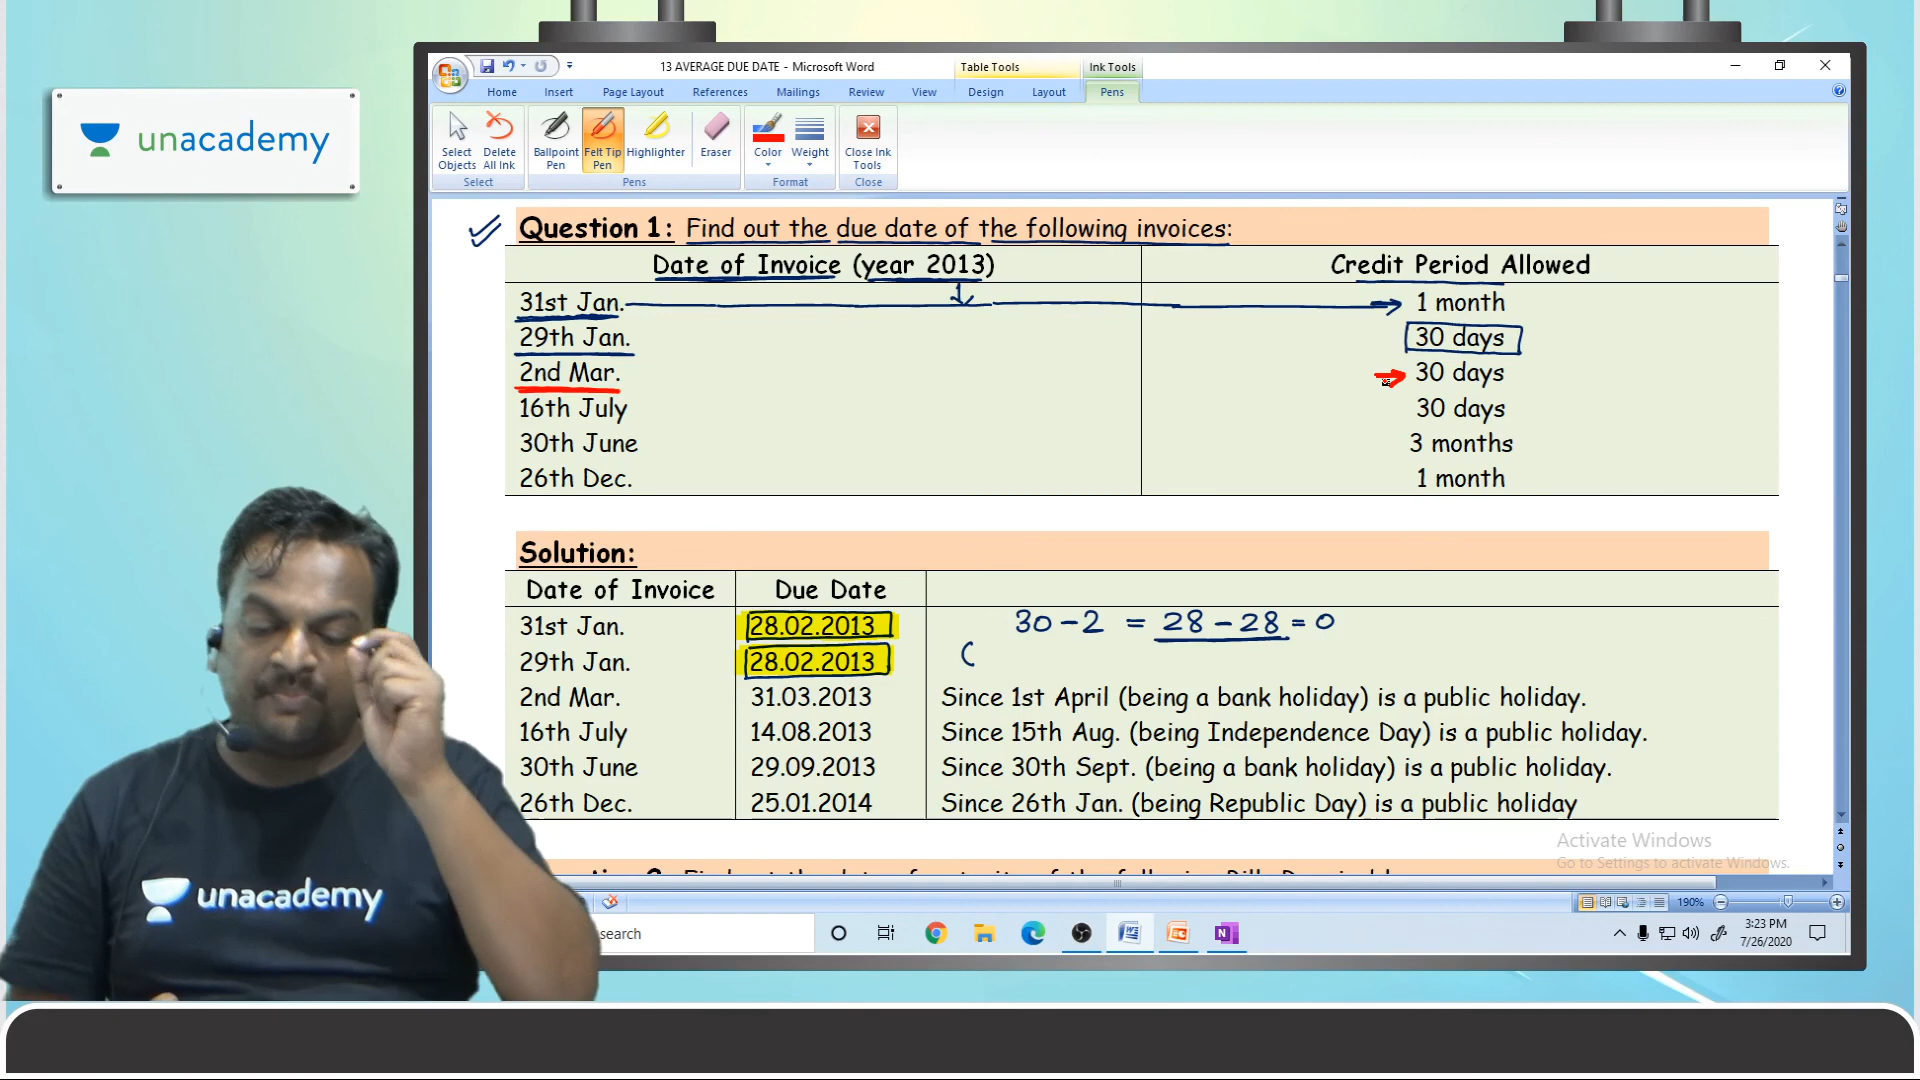 unacademy
13 AVERAGE DUE DATE - Microsoft Word
Table Tools
Ink Tools
Home Insert Page Layout References Mailings Review View Design Layout Pens
Select Objects
Delete All Ink
Ballpoint Pen
Felt Tip Pen
Highlighter
Eraser
Color
Weight
Close Ink Tools
Select
Pens
Format
Close
Question 1: Find out the due date of the following invoices:
Date of Invoice (year 2013) Credit Period Allowed
31st Jan. 1 month
29th Jan. 30 days
2nd Mar. 30 days
16th July 30 days
30th June 3 months
26th Dec. 1 month
Solution:
Date of Invoice Due Date
31st Jan. 28.02.2013 30-2 = 28-28 = 0
29th Jan. 28.02.2013 (
2nd Mar. 31.03.2013 Since 1st April (being a bank holiday) is a public holiday.
16th July 14.08.2013 Since 15th Aug. (being Independence Day) is a public holiday.
30th June 29.09.2013 Since 30th Sept. (being a bank holiday) is a public holiday.
26th Dec. 25.01.2014 Since 26th Jan. (being Republic Day) is a public holiday
Activate Windows
Go to Settings to activate Windows.
190%
search
3:23 PM
7/26/2020
unacademy